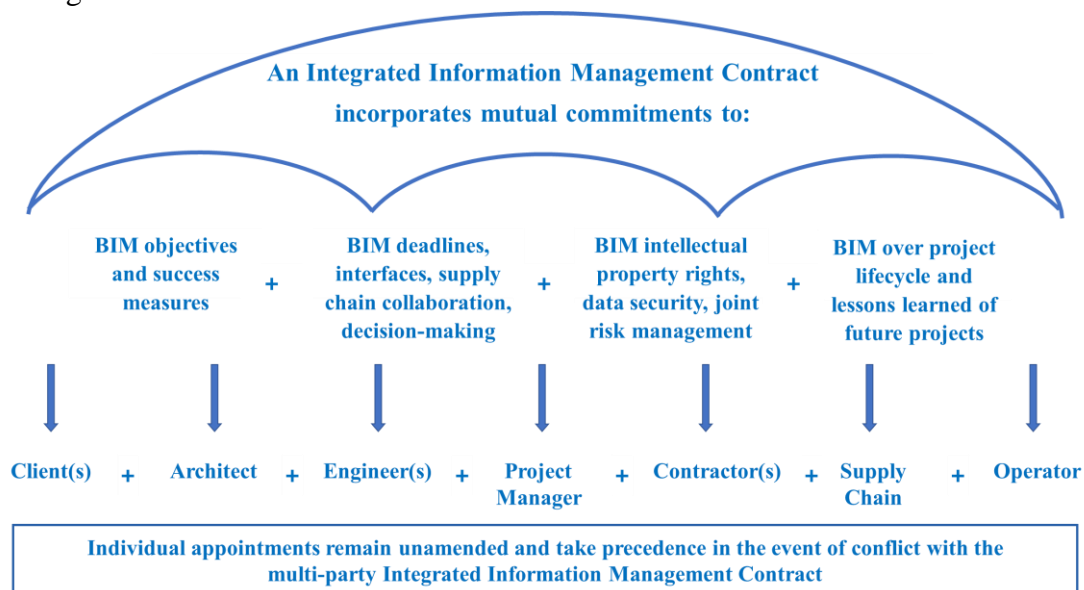 An Integrated Information Management Contract
incorporates mutual commitments to:
BIM objectives
and success
measures
+
BIM deadlines,
interfaces, supply
chain collaboration,
decision-making
+
BIM intellectual
property rights,
data security, joint
risk management
+
BIM over project
lifecycle and
lessons learned of
future projects
Client(s) + Architect + Engineer(s) + Project Manager + Contractor(s) + Supply Chain + Operator
Individual appointments remain unamended and take precedence in the event of conflict with the
multi-party Integrated Information Management Contract